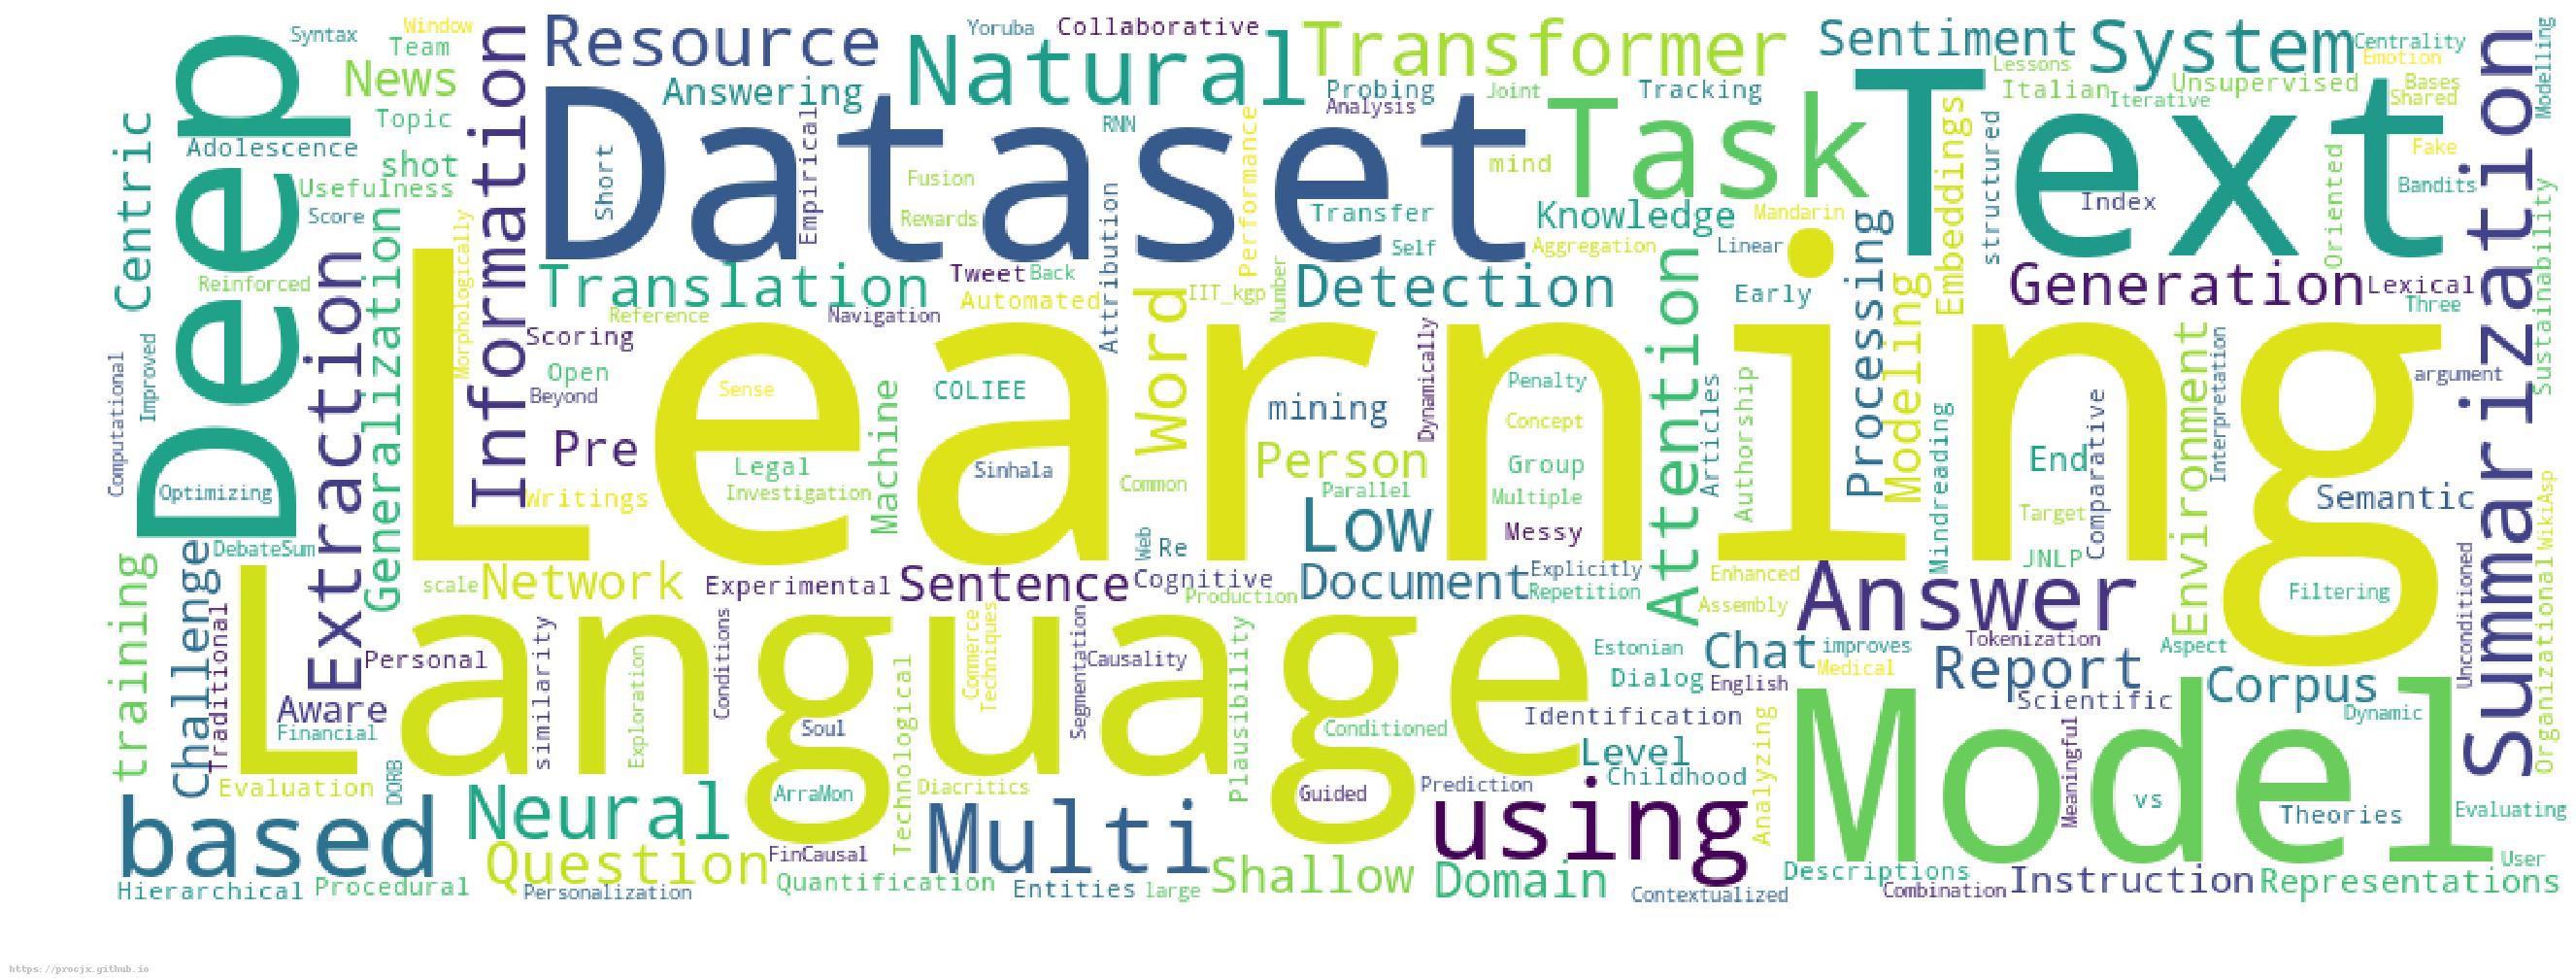 Syntax
Window
Team
News
Topic
Adolescence
shot
Usefulness
Score
Centric
Deep
Reinforced
Improved
Computational
Optimizing
Information
Extraction
Generalization
Morphologically
Resource
Answering
Yoruba
Collaborative
Natural
Transformer
Probing
Analysis
RNN
Joint
Tracking
Sentiment
System
Centrality
Emotion
Lessons
Italian
Unsupervised
Bases
Shared
Iterative
Modelling
Dataset
Short
Empirical
Fusion
Rewards
Attribution
Performance
Transfer
Self
mind
Task
Knowledge
Mandarin
Aggregation
Linear
Text
Embeddings
structured
Index
Oriented
Fake
Bandits
Sustainability
Summarization
Translation
Reference
Tweet
Back
Automated
Navigation
Word
IIT_kgp
Number
Detection
Early
Attention
Processing
Modeling
Generation
Lexical
Three
Learning
Scoring
Open
Beyond
Pre
Writings
Sense
Legal
Investigation
Machine
COLIEE
Sinhala
Common
mining
Person
Parallel
Dynamically
Penalty
Concept
Group
Multiple
Messy
Low
Articles
Authorship
Mindreading
End
Target
JNLP
Comparative
Environment
Interpretation
argument
Semantic
Filtering
Unconditioned
WikiAsp
Organizational
training
Challenge
DebateSum
Traditional
scale
Network
Experimental
Sentence
Cognitive
Web
Re
Production
Document
Explicitly
Repetition
Enhanced
Assembly
Answer
Tokenization
Aspect
Language
Personal
Aware
Financial
Evaluation
DORB
similarity
Exploration
Conditions
Soul
ArraMon
Technological
Commerce
Techniques
Segmentation
Causality
Diacritics
Plausibility
Conditioned
Guided
Prediction
Estonian
Dialog
Chat
improves
Medical
English
Identification
Level
Childhood
Analyzing
Report
Scientific
Corpus
Dynamic
Model
Meaningful
vs
Theories
Evaluating
based
Neural
Question
FinCausal
Multi
using
Hierarchical
Procedural
Personalization
Quantification
Entities
large
Shallow
Domain
Contextualized
Descriptions
Combination
Instruction
Representations
User
https://procjx.github.io